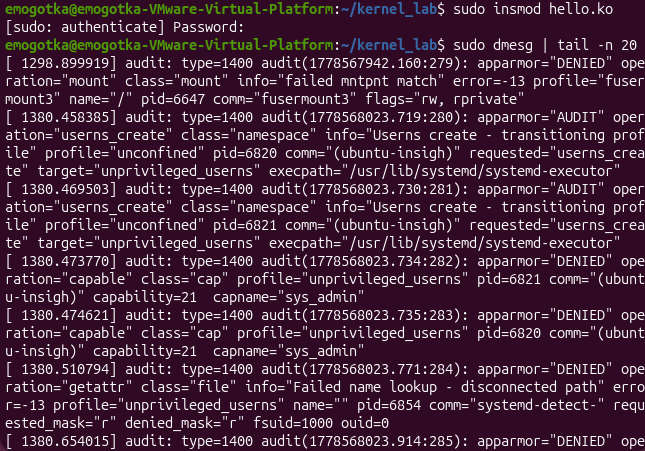 emogotka@emogotka-VMware-Virtual-Platform:~/kernel_lab$ sudo insmod hello.ko
[sudo: authenticate] Password:
emogotka@emogotka-VMware-Virtual-Platform:~/kernel_lab$ sudo dmesg | tail -n 20
[ 1298.899919] audit: type=1400 audit(1778567942.160:279): apparmor="DENIED" ope
ration="mount" class="mount" info="failed mntpnt match" error=-13 profile="fuser
mount3" name="/" pid=6647 comm="fusermount3" flags="rw, rprivate"
[ 1380.458385] audit: type=1400 audit(1778568023.719:280): apparmor="AUDIT" oper
ation="userns_create" class="namespace" info="Userns create - transitioning prof
ile" profile="unconfined" pid=6820 comm="(ubuntu-insigh)" requested="userns_crea
te" target="unprivileged_userns" execpath="/usr/lib/systemd/systemd-executor"
[ 1380.469503] audit: type=1400 audit(1778568023.730:281): apparmor="AUDIT" oper
ation="userns_create" class="namespace" info="Userns create - transitioning prof
ile" profile="unconfined" pid=6821 comm="(ubuntu-insigh)" requested="userns_crea
te" target="unprivileged_userns" execpath="/usr/lib/systemd/systemd-executor"
[ 1380.473770] audit: type=1400 audit(1778568023.734:282): apparmor="DENIED" ope
ration="capable" class="cap" profile="unprivileged_userns" pid=6821 comm="(ubunt
u-insigh)" capability=21  capname="sys_admin"
[ 1380.474621] audit: type=1400 audit(1778568023.735:283): apparmor="DENIED" ope
ration="capable" class="cap" profile="unprivileged_userns" pid=6820 comm="(ubunt
u-insigh)" capability=21  capname="sys_admin"
[ 1380.510794] audit: type=1400 audit(1778568023.771:284): apparmor="DENIED" ope
ration="getattr" class="file" info="Failed name lookup - disconnected path" erro
r=-13 profile="unprivileged_userns" name="" pid=6854 comm="systemd-detect-" requ
ested_mask="r" denied_mask="r" fsuid=1000 ouid=0
[ 1380.654015] audit: type=1400 audit(1778568023.914:285): apparmor="DENIED" ope